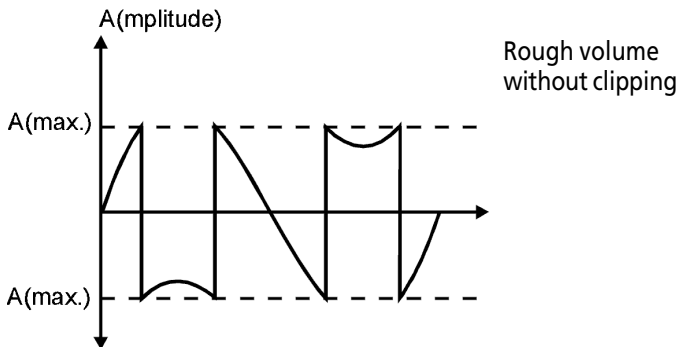 A(mplitude)
Rough volume
without clipping
A(max.)
A(max.)